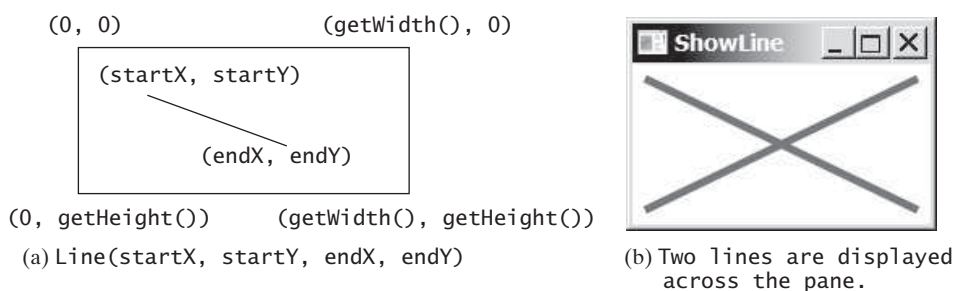 (0, 0)
(getWidth(), 0)
(startX, startY)
(endX, endY)
(0, getHeight())
(getWidth(), getHeight())
(a) Line(startX, startY, endX, endY)
ShowLine
(b) Two lines are displayed
across the pane.